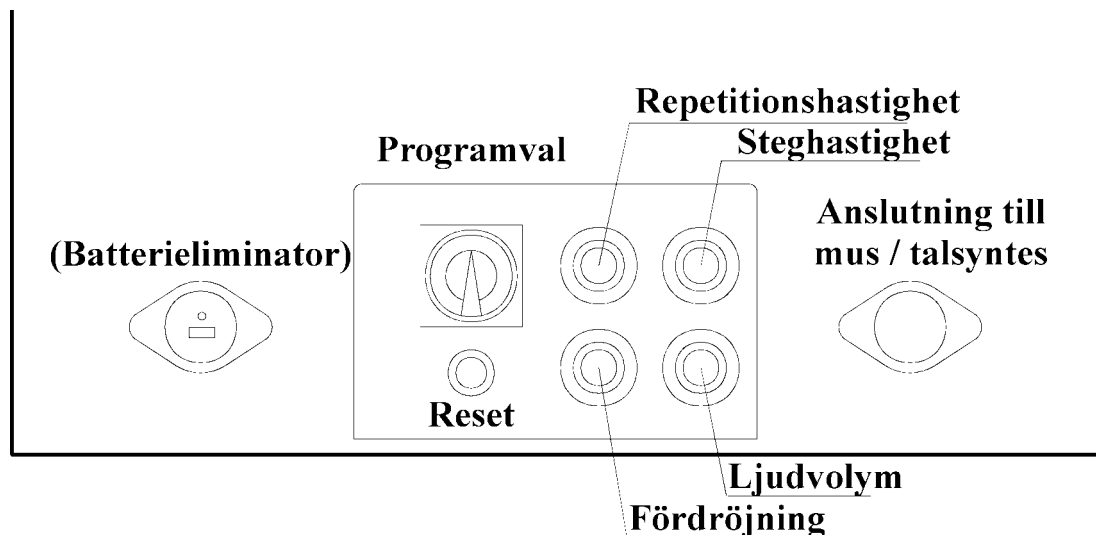 Repetitionshastighet
Steghastighet
Programval
Anslutning till
mus / talsyntes
(Batterieliminator)
Reset
Ljudvolym
Fördröjning